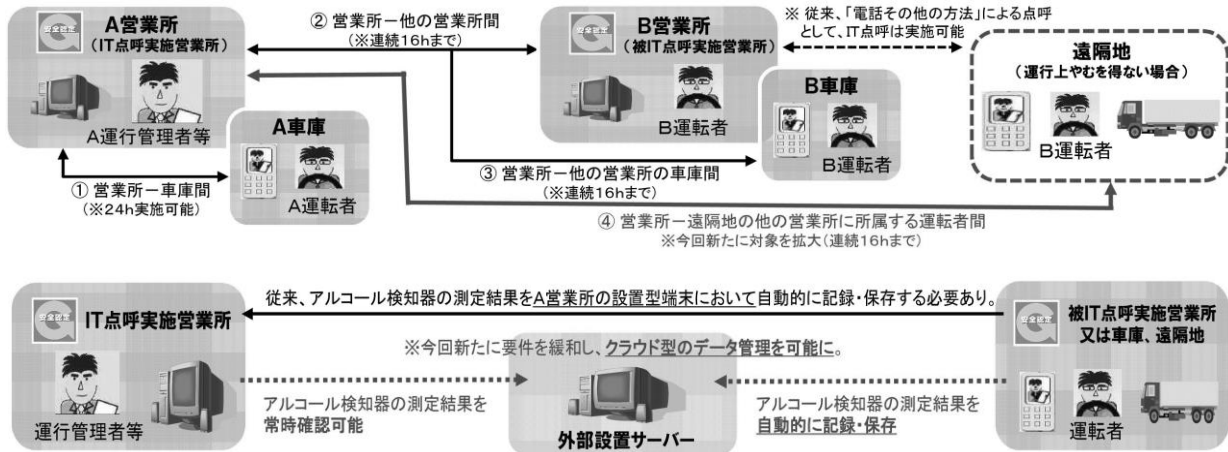 安全認定
A営業所
(IT点呼実施営業所)
A運行管理者等
A車庫
A運転者
① 営業所－車庫間
(※24h実施可能)
② 営業所－他の営業所間
(※連続16hまで)
B営業所
(被IT点呼実施営業所)
B運転者
B車庫
B運転者
③ 営業所－他の営業所の車庫間
(※連続16hまで)
※ 従来、「電話その他の方法」による点呼
として、IT点呼は実施可能
遠隔地
(運行上やむを得ない場合)
B運転者
④ 営業所－遠隔地の他の営業所に所属する運転者間
※今回新たに対象を拡大(連続16hまで)
IT点呼実施営業所
運行管理者等
従来、アルコール検知器の測定結果をA営業所の設置型端末において自動的に記録・保存する必要あり。
※今回新たに要件を緩和し、クラウド型のデータ管理を可能に。
アルコール検知器の測定結果を
常時確認可能
外部設置サーバー
アルコール検知器の測定結果を
自動的に記録・保存
被IT点呼実施営業所
又は車庫、遠隔地
運転者